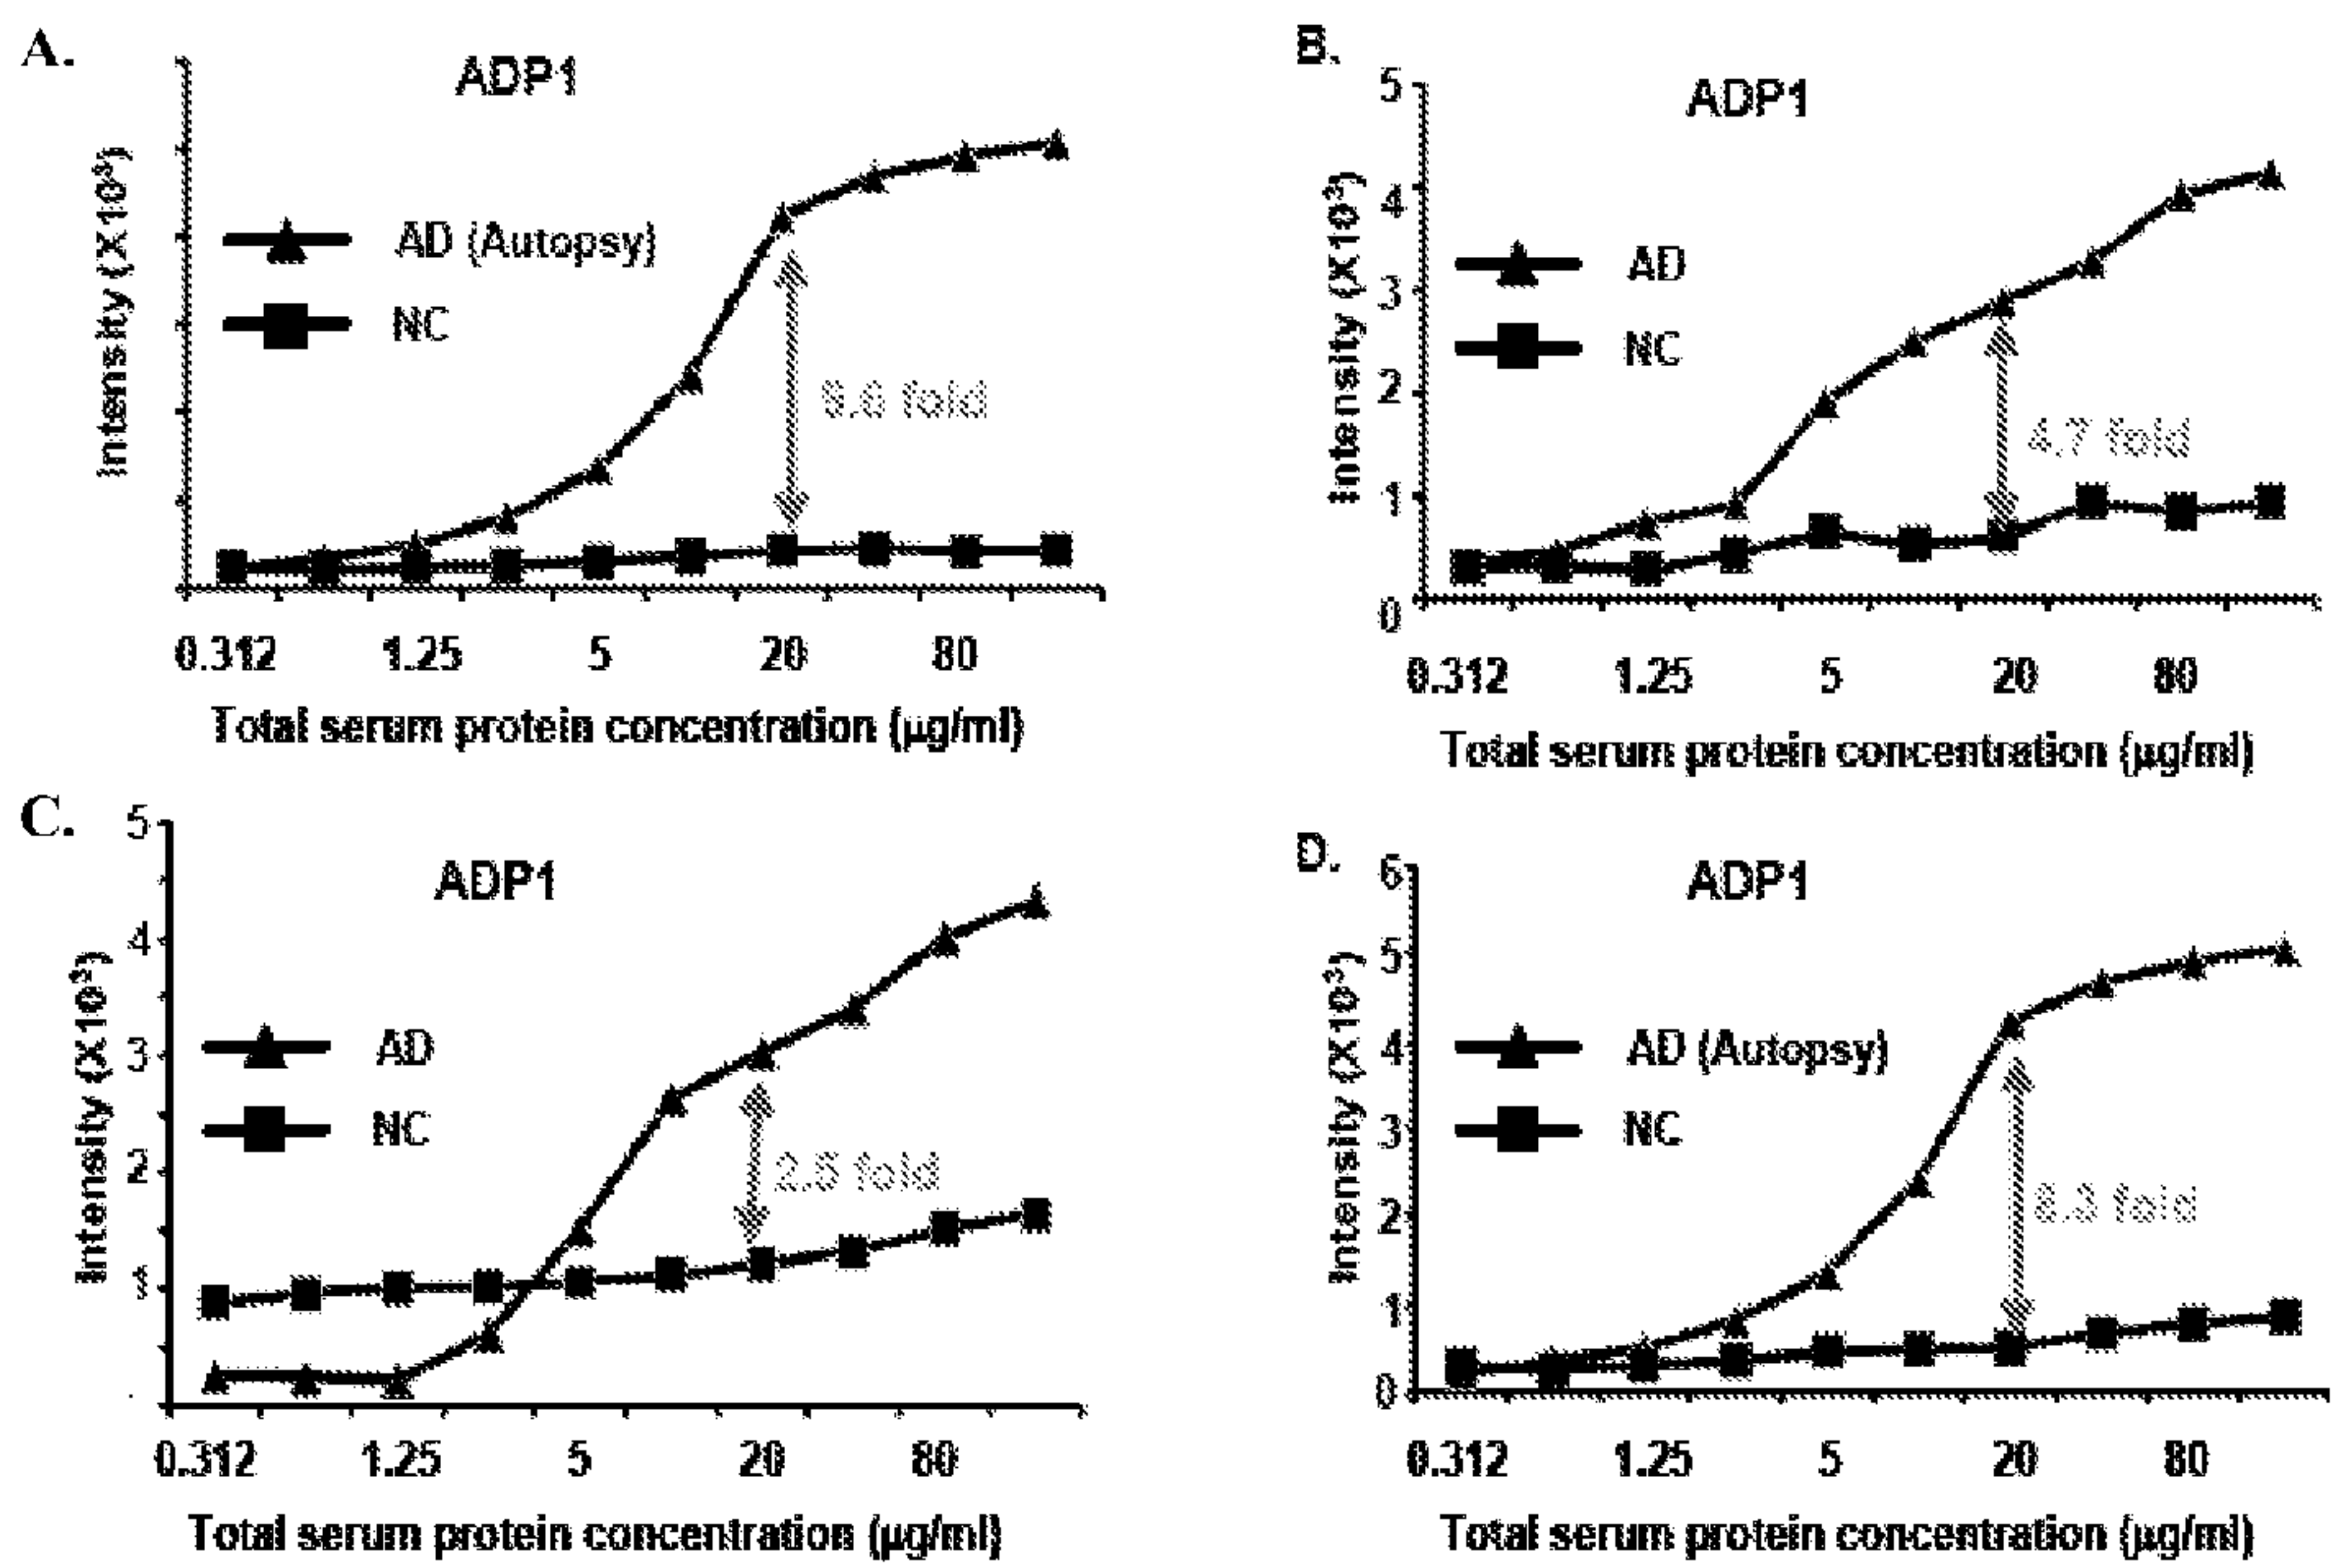 A.
ADP1
Intensity (X10³)
AD (Autopsy)
NC
fold
0.312 1.25 5 20 80
Total serum protein concentration (µg/ml)
B.
ADP1
Intensity (X10³)
5
4
3
2
1
0
AD
NC
4.7 fold
0.312 1.25 5 20 80
Total serum protein concentration (µg/ml)
C.
ADP1
Intensity (X10³)
5
4
3
2
1
AD
NC
fold
0.312 1.25 5 20 80
Total serum protein concentration (µg/ml)
D.
ADP1
Intensity (X10³)
6
5
4
3
2
1
0
AD (Autopsy)
NC
fold
0.312 1.25 5 20 80
Total serum protein concentration (µg/ml)